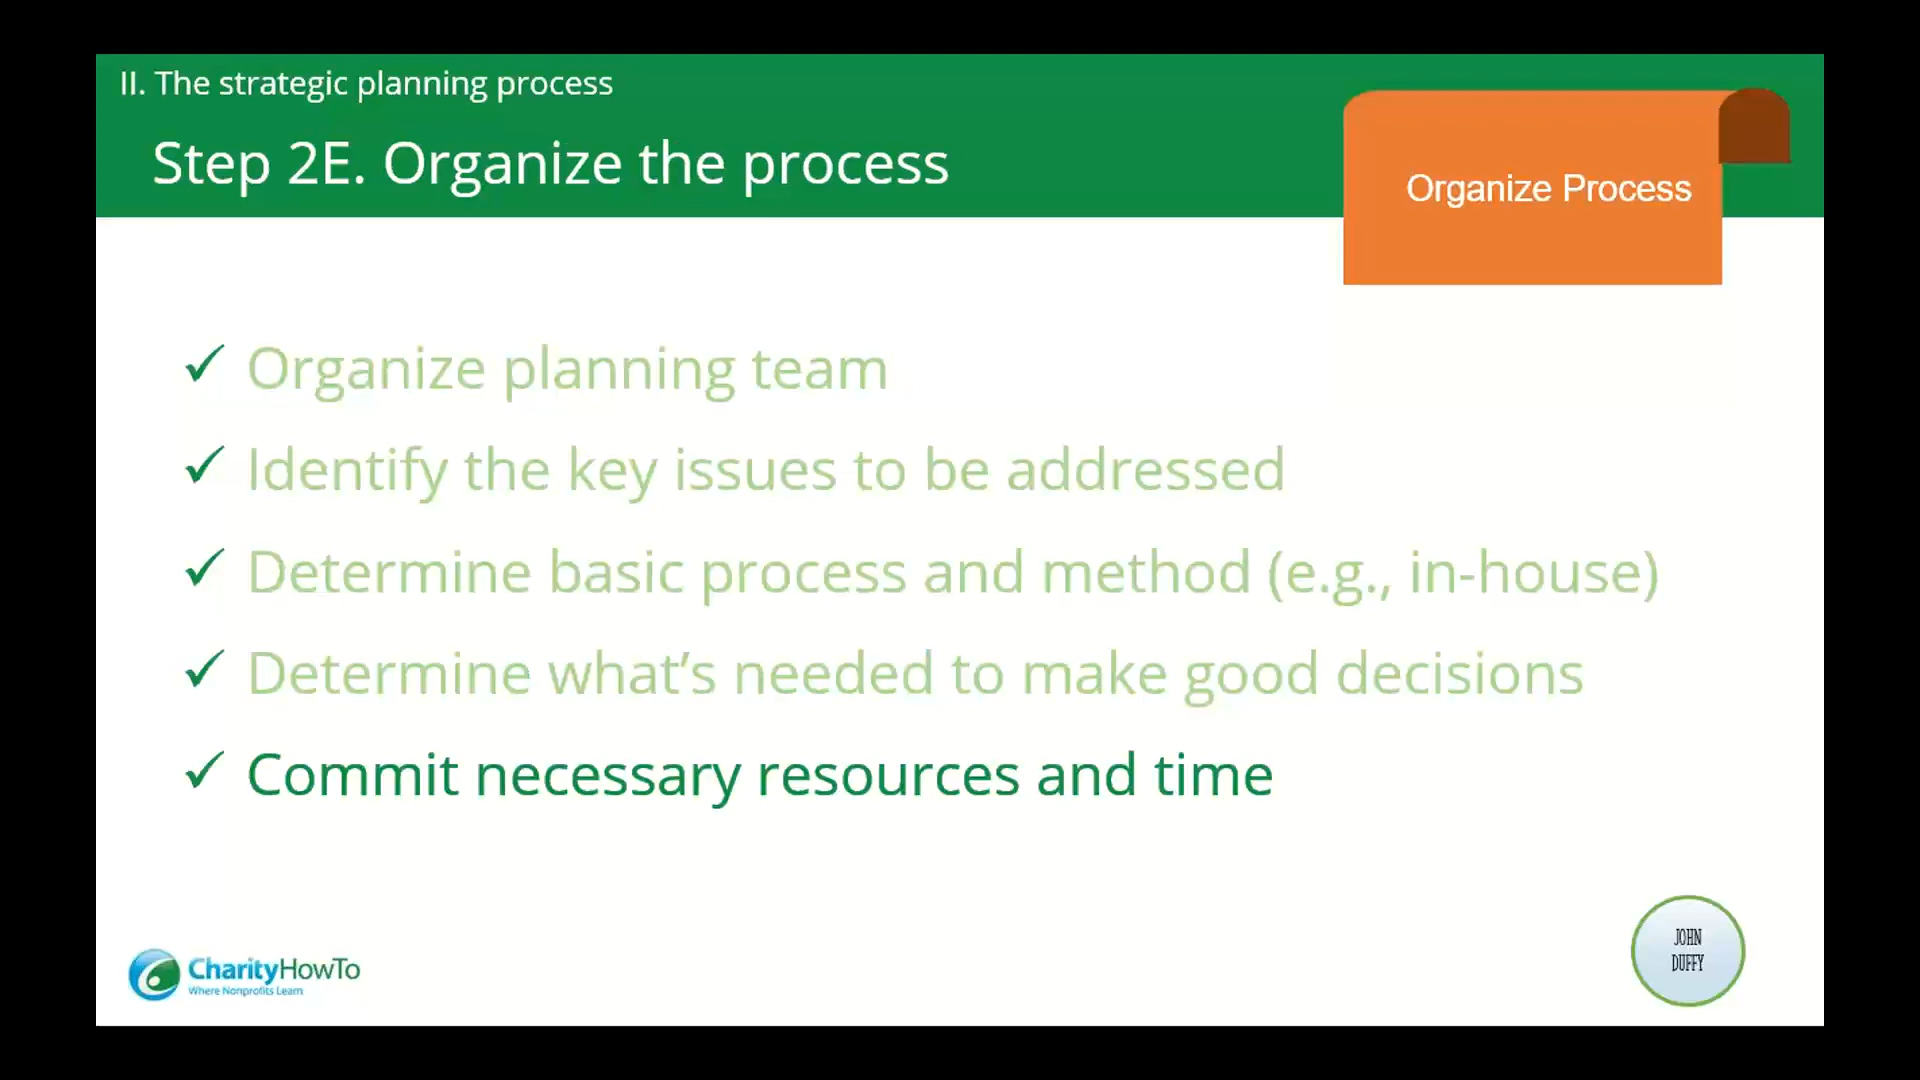 II. The strategic planning process
Step 2E. Organize the process
Organize Process
Organize planning team
Identify the key issues to be addressed
Determine basic process and method (e.g., in-house)
Determine what’s needed to make good decisions
Commit necessary resources and time
CharityHowTo
Where Nonprofits Learn
JOHN
DUFFY